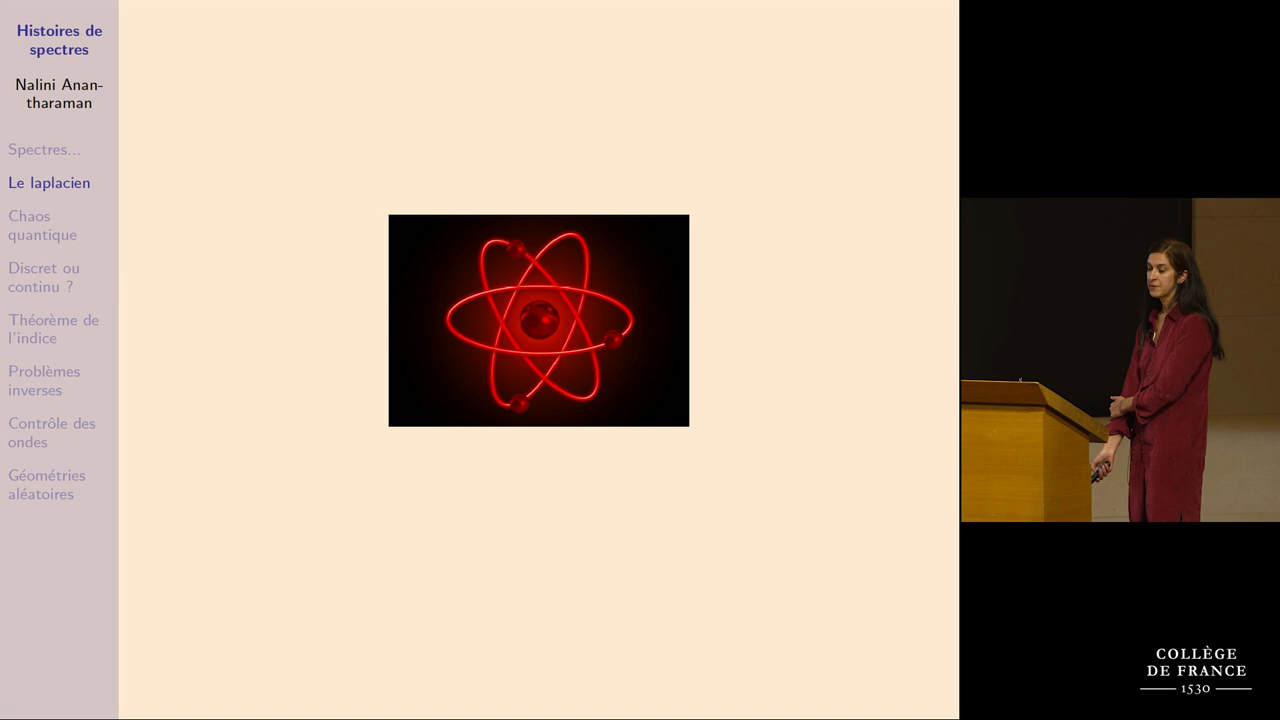 Histoires de
spectres
Nalini Anan-
tharaman
Spectres...
Le laplacien
Chaos
quantique
Discret ou
continu ?
Théorème de
l'indice
Problèmes
inverses
Contrôle des
ondes
Géométries
aléatoires
COLLÈGE
DE FRANCE
1530